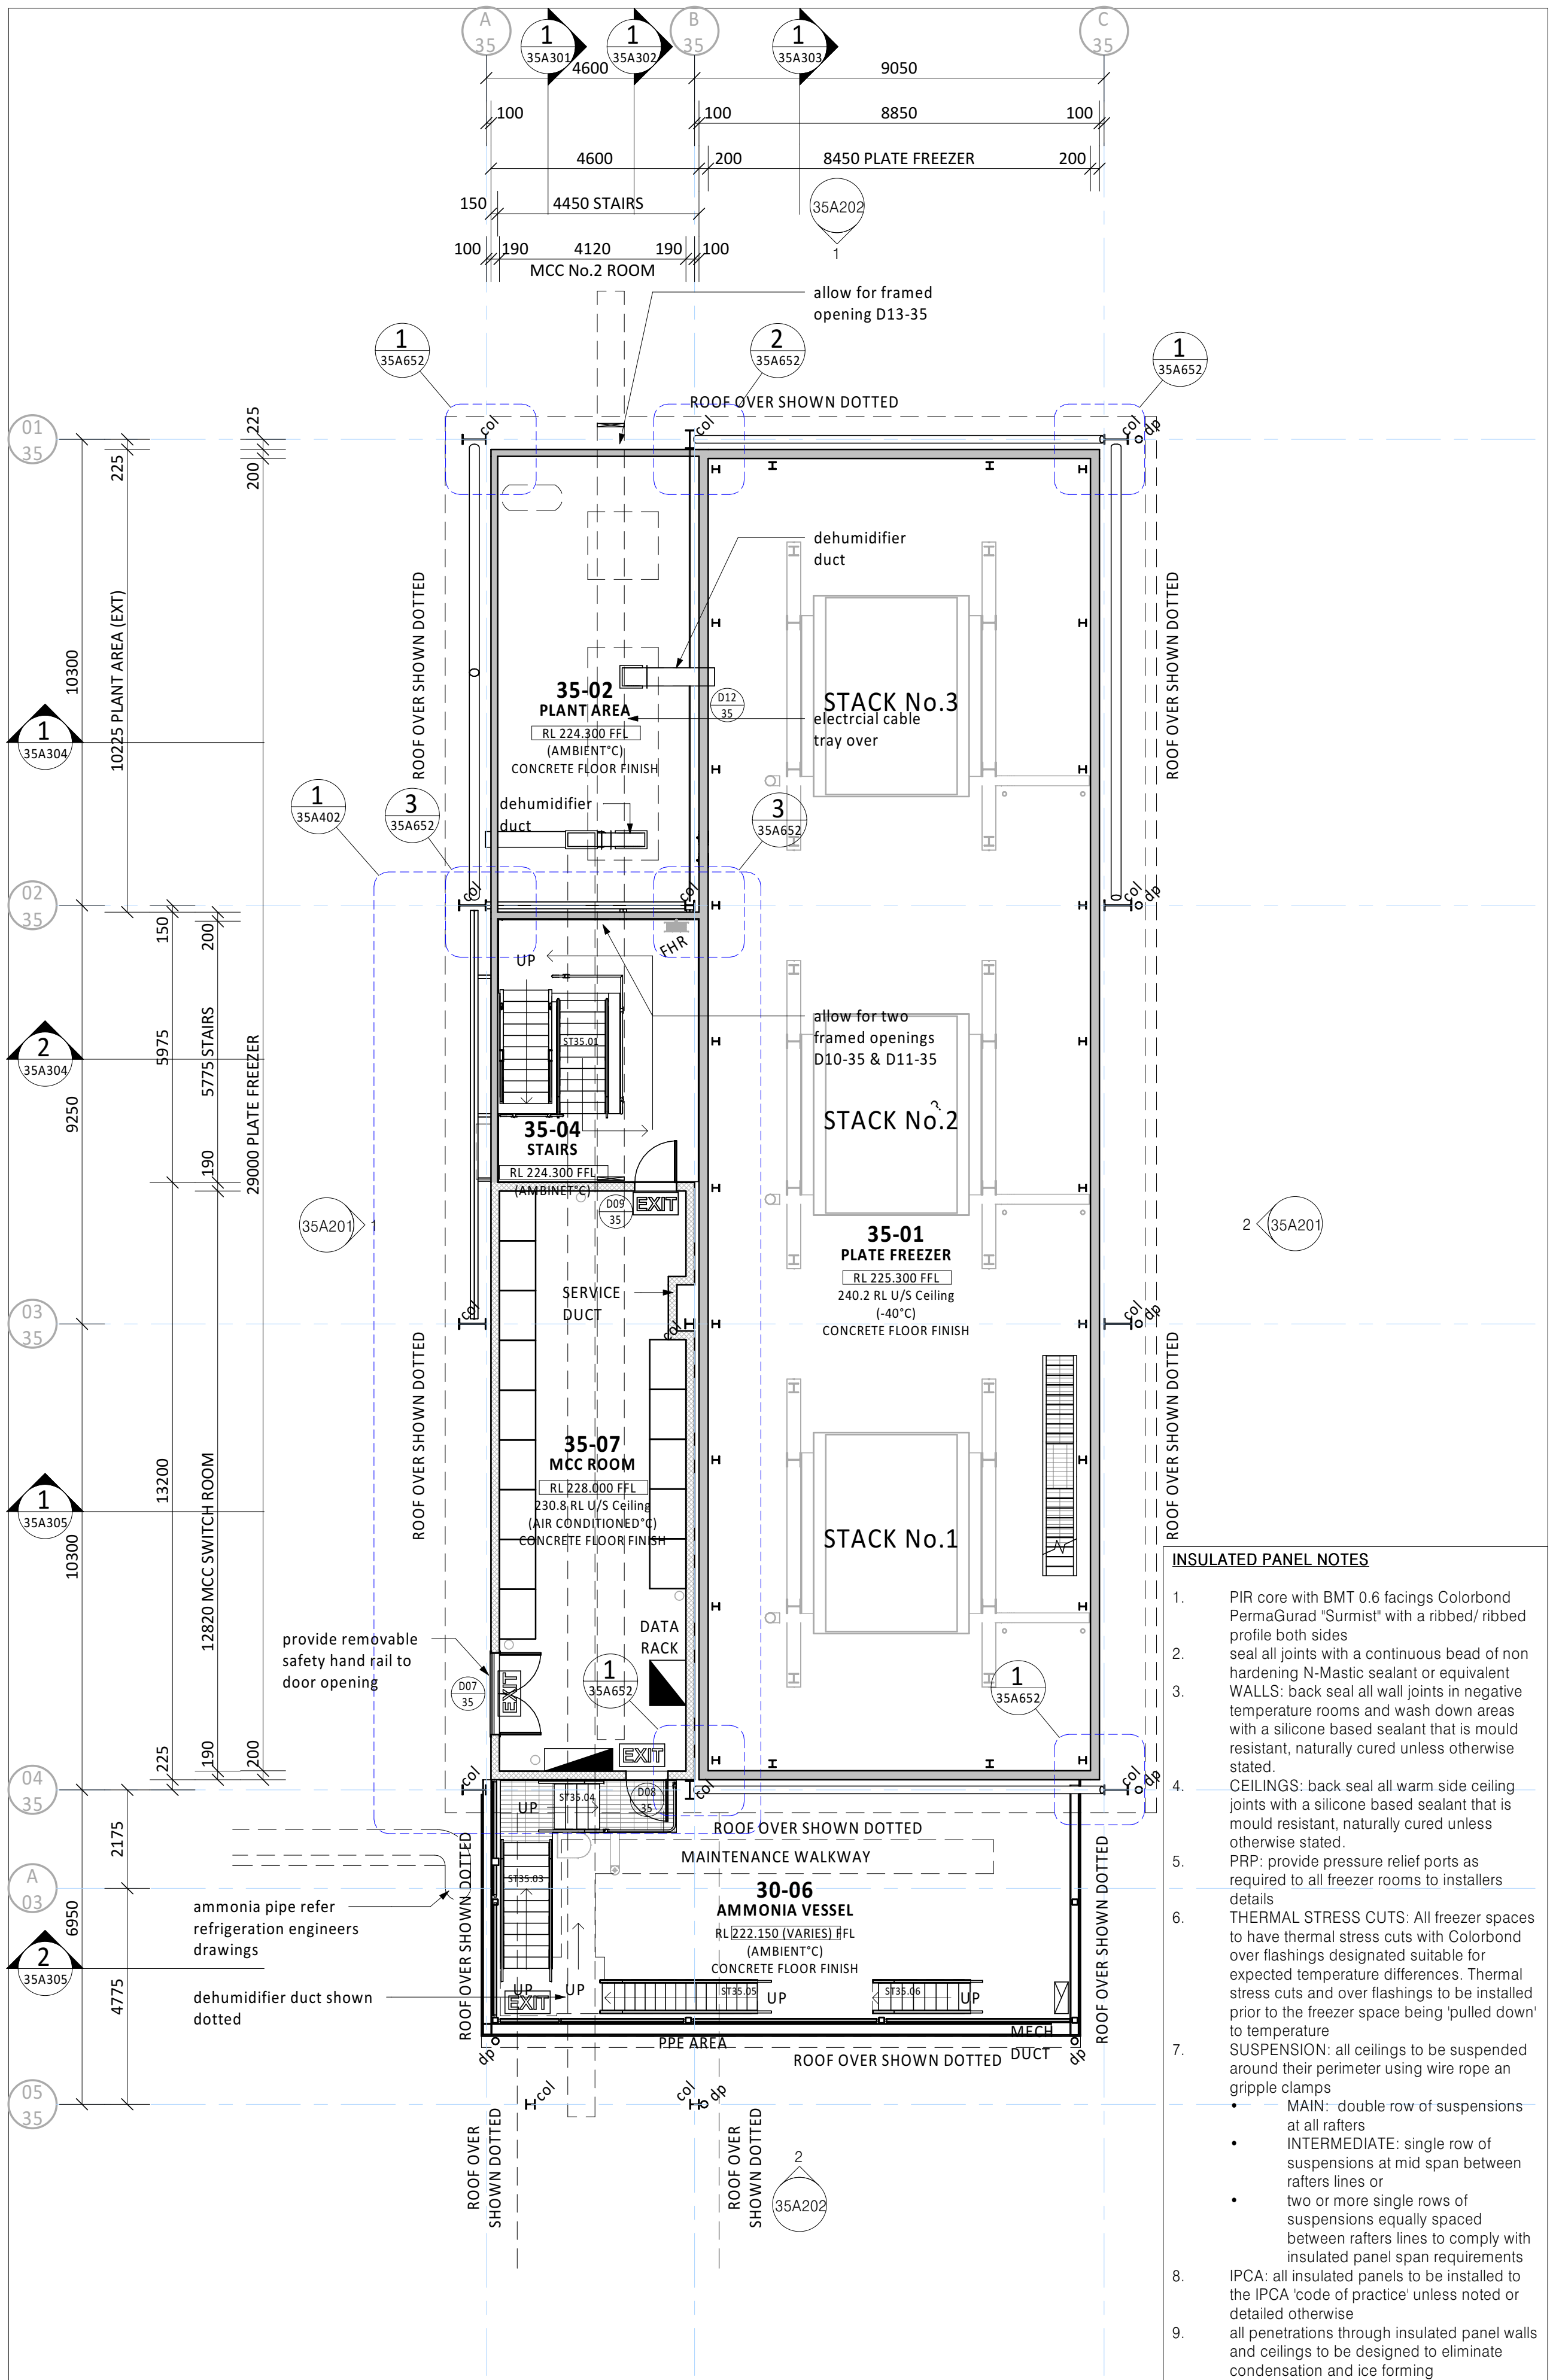 A
35
B
35
C
35
1
35A301
1
35A302
1
35A303
4600
9050
100
100
8850
100
4600
200
8450 PLATE FREEZER
200
150
4450 STAIRS
35A202
1
100
190
4120
190
100
MCC No.2 ROOM
allow for framed
opening D13-35
1
35A652
2
35A652
1
35A652
ROOF OVER SHOWN DOTTED
01
35
225
225
200
col
col
col
dp
dehumidifier
duct
ROOF OVER SHOWN DOTTED
ROOF OVER SHOWN DOTTED
10300
10225 PLANT AREA (EXT)
35-02
PLANT AREA
RL 224.300 FFL
(AMBIENT°C)
CONCRETE FLOOR FINISH
D12
35
STACK No.3
electrcial cable
tray over
1
35A304
1
35A402
3
35A652
dehumidifier
duct
3
35A652
02
35
col
col
col
dp
150
200
FHR
UP
ST35.01
allow for two
framed openings
D10-35 & D11-35
2
35A304
5975
5775 STAIRS
29000 PLATE FREEZER
9250
STACK No.2
?
35-04
STAIRS
RL 224.300 FFL
(AMBINET°C)
190
D09
35
EXIT
35A201
1
2
35A201
35-01
PLATE FREEZER
RL 225.300 FFL
240.2 RL U/S Ceiling
(-40°C)
CONCRETE FLOOR FINISH
SERVICE
DUCT
03
35
col
col
col
dp
ROOF OVER SHOWN DOTTED
ROOF OVER SHOWN DOTTED
35-07
MCC ROOM
RL 228.000 FFL
230.8 RL U/S Ceiling
(AIR CONDITIONED°C)
CONCRETE FLOOR FINISH
1
35A305
10300
13200
12820 MCC SWITCH ROOM
STACK No.1
provide removable
safety hand rail to
door opening
DATA
RACK
D07
35
EXIT
1
35A652
1
35A652
225
190
200
EXIT
04
35
col
col
dp
UP
ST35.04
D08
35
ROOF OVER SHOWN DOTTED
MAINTENANCE WALKWAY
2175
A
03
ST35.03
30-06
AMMONIA VESSEL
RL 222.150 (VARIES) FFL
(AMBIENT°C)
CONCRETE FLOOR FINISH
ammonia pipe refer
refrigeration engineers
drawings
ROOF OVER SHOWN DOTTED
ROOF OVER SHOWN DOTTED
6950
2
35A305
4775
dehumidifier duct shown
dotted
UP
UP
EXIT
ST35.05
UP
ST35.06
UP
PPE AREA
MECH
DUCT
dp
dp
ROOF OVER SHOWN DOTTED
05
35
col
col
dp
ROOF OVER
SHOWN DOTTED
ROOF OVER
SHOWN DOTTED
2
35A202
INSULATED PANEL NOTES
1. PIR core with BMT 0.6 facings Colorbond
PermaGurad "Surmist" with a ribbed/ ribbed
profile both sides
2. seal all joints with a continuous bead of non
hardening N-Mastic sealant or equivalent
3. WALLS: back seal all wall joints in negative
temperature rooms and wash down areas
with a silicone based sealant that is mould
resistant, naturally cured unless otherwise
stated.
4. CEILINGS: back seal all warm side ceiling
joints with a silicone based sealant that is
mould resistant, naturally cured unless
otherwise stated.
5. PRP: provide pressure relief ports as
required to all freezer rooms to installers
details
6. THERMAL STRESS CUTS: All freezer spaces
to have thermal stress cuts with Colorbond
over flashings designated suitable for
expected temperature differences. Thermal
stress cuts and over flashings to be installed
prior to the freezer space being 'pulled down'
to temperature
7. SUSPENSION: all ceilings to be suspended
around their perimeter using wire rope an
gripple clamps
• MAIN: double row of suspensions
at all rafters
• INTERMEDIATE: single row of
suspensions at mid span between
rafters lines or
• two or more single rows of
suspensions equally spaced
between rafters lines to comply with
insulated panel span requirements
8. IPCA: all insulated panels to be installed to
the IPCA 'code of practice' unless noted or
detailed otherwise
9. all penetrations through insulated panel walls
and ceilings to be designed to eliminate
condensation and ice forming